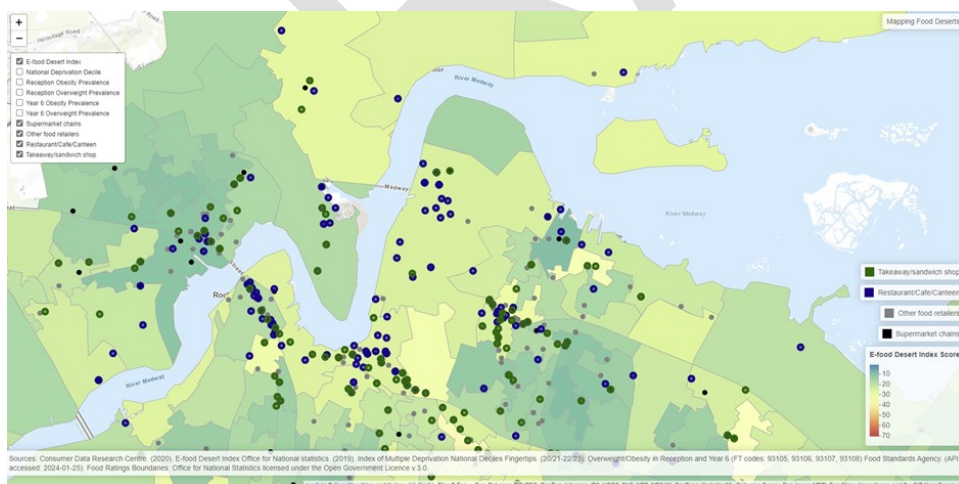 Mapping Food Deserts
+
−
E-food Desert Index
National Deprivation Decile
Reception Obesity Prevalence
Reception Overweight Prevalence
Year 6 Obesity Prevalence
Year 6 Overweight Prevalence
Supermarket chains
Other food retailers
Restaurant/Cafe/Canteen
Takeaway/sandwich shop
River Medway
Medway
River Medway
River Medway
Takeaway/sandwich shop
Restaurant/Cafe/Canteen
Other food retailers
Supermarket chains
E-food Desert Index Score
10
20
30
40
50
60
70
Sources: Consumer Data Research Centre. (2020). E-food Desert Index Office for National statistics. (2019). Index of Multiple Deprivation National Deciles Fingertips. (20/21-22/23). Overweight/Obesity in Reception and Year 6 (FT codes: 93105, 93106, 93107, 93108) Food Standards Agency. (API
accessed: 2024-01-25). Food Ratings Boundaries: Office for National Statistics licensed under the Open Government Licence v.3.0.